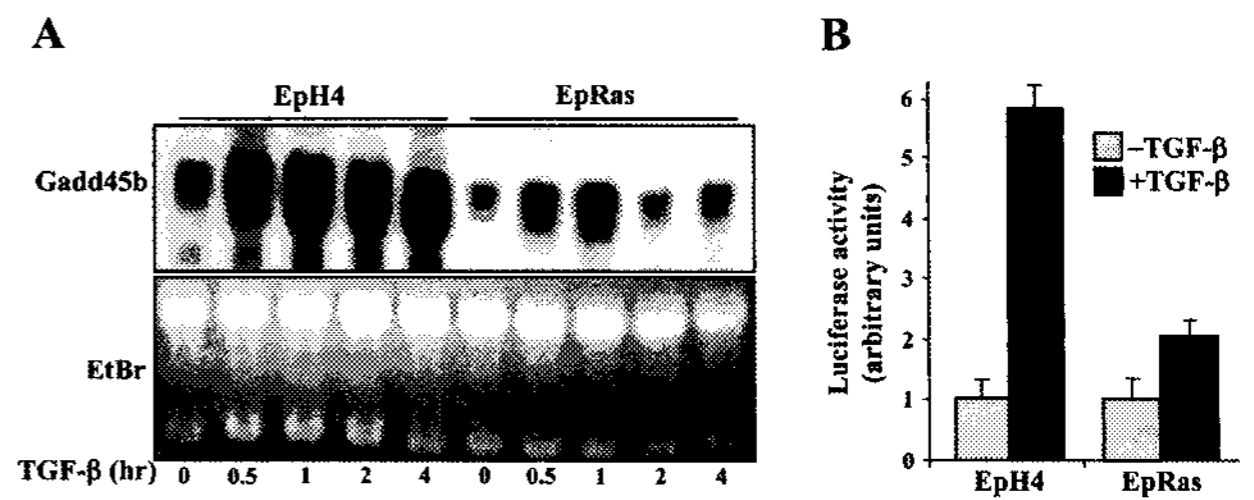 A
EpH4 EpRas
Gadd45b
EtBr
TGF-β (hr) 0 0.5 1 2 4 0 0.5 1 2 4
B
Luciferase activity
(arbitrary units)
6
5
4
3
2
1
0
–TGF-β
+TGF-β
EpH4 EpRas